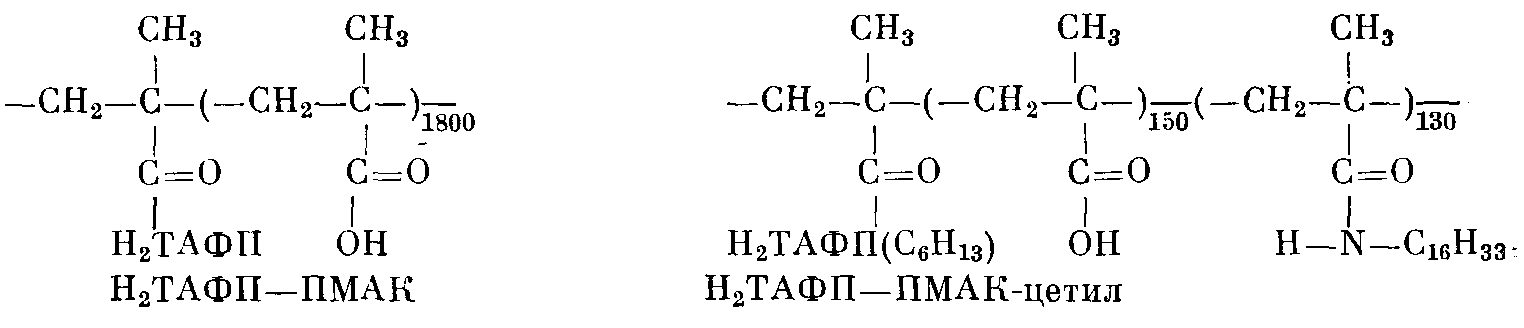 CH₃ CH₃ CH₃ CH₃ CH₃
—CH₂—C—(—CH₂—C—)1800 —CH₂—C—(—CH₂—C—)150(—CH₂—C—)130
C=O C=O C=O C=O C=O
H₂ТАФП OH H₂ТАФП(C₆H₁₃) OH H—N—C₁₆H₃₃
H₂ТАФП—ПМАК H₂ТАФП—ПМАК-цетил